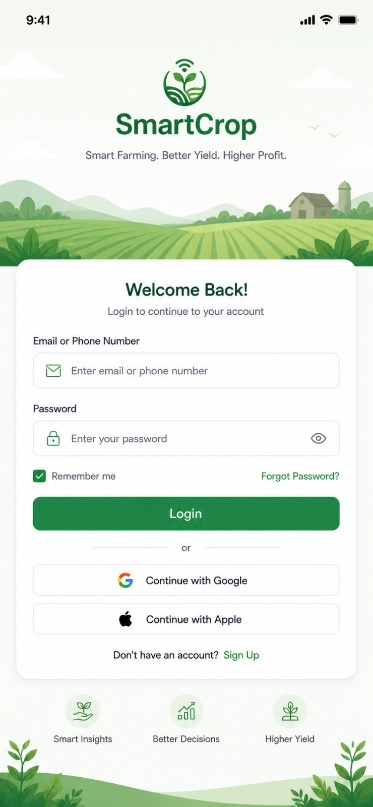 9:41
SmartCrop
Smart Farming. Better Yield. Higher Profit.
Welcome Back!
Login to continue to your account
Email or Phone Number
Enter email or phone number
Password
Enter your password
Remember me
Forgot Password?
Login
or
Continue with Google
Continue with Apple
Don't have an account? Sign Up
Smart Insights
Better Decisions
Higher Yield